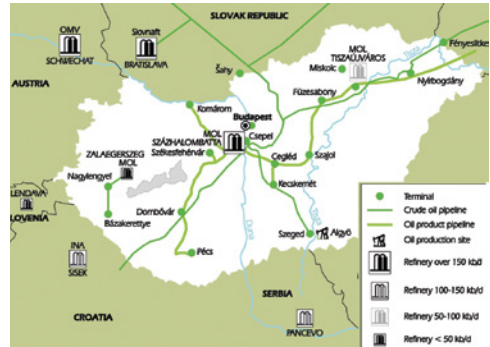 SLOVAK REPUBLIC
OMV
SCHWECHAT
Slovnaft
BRATISLAVA
AUSTRIA
Šahy
MOL
TISZAÚJVÁROS
Miskolc
Fényeslitke
Füzesabony
Nyírbogdány
Tisza
Komárom
Budapest
Csepel
MOL
SZÁZHALOMBATTA
Székesfehérvár
ZALAEGERSZEG
MOL
Nagylengyel
Cegléd
Szajol
Kecskemét
LENDAVA
SLOVENIA
Bázakerettye
Dombóvár
Pécs
Duna
Tisza
Szeged
Algyő
INA
SISEK
CROATIA
SERBIA
PANCEVO
Terminal
Crude oil pipeline
Oil product pipeline
Oil production site
Refinery over 150 kb/d
Refinery 100-150 kb/d
Refinery 50-100 kb/d
Refinery < 50 kb/d